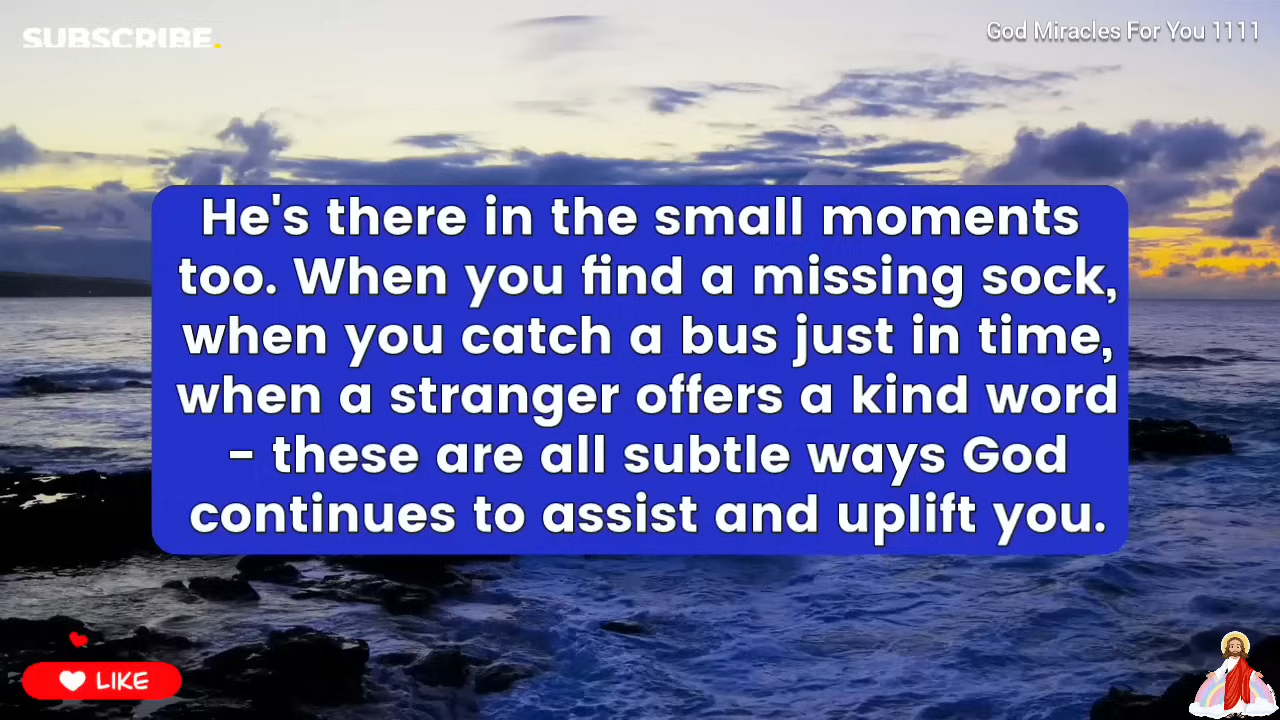 SUBSCRIBE.
God Miracles For You 1111
He's there in the small moments
too. When you find a missing sock,
when you catch a bus just in time,
when a stranger offers a kind word
- these are all subtle ways God
continues to assist and uplift you.
LIKE